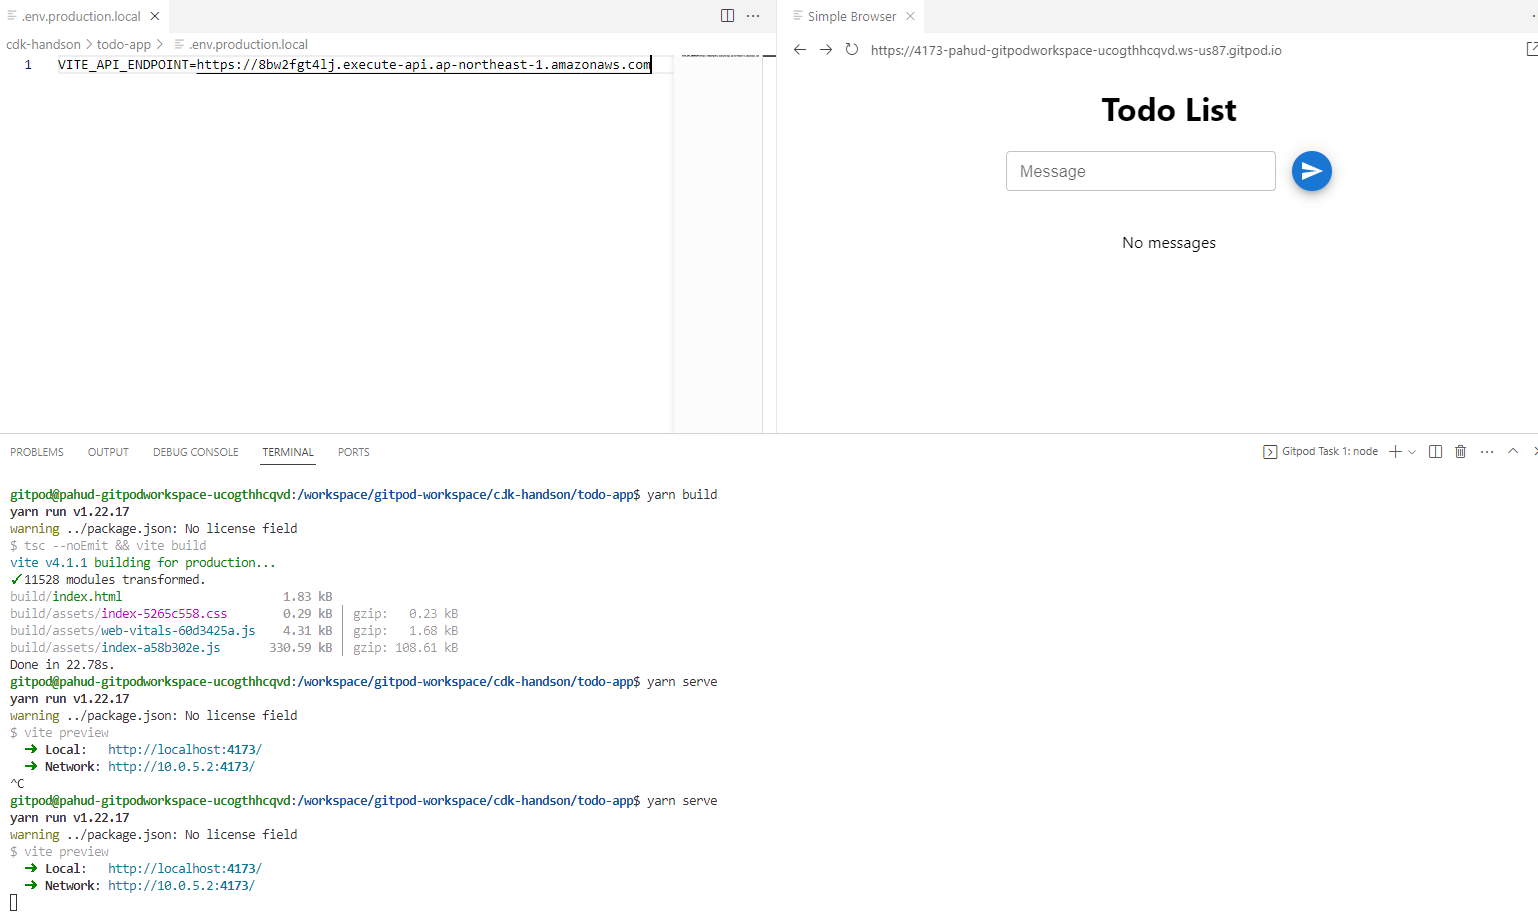 .env.production.local
cdk-handson > todo-app > .env.production.local
1 VITE_API_ENDPOINT=https://8bw2fgt4lj.execute-api.ap-northeast-1.amazonaws.com
Simple Browser
https://4173-pahud-gitpodworkspace-ucogthhcqvd.ws-us87.gitpod.io
Todo List
Message
No messages
PROBLEMS OUTPUT DEBUG CONSOLE TERMINAL PORTS
Gitpod Task 1: node
gitpod@pahud-gitpodworkspace-ucogthhcqvd:/workspace/gitpod-workspace/cdk-handson/todo-app$ yarn build
yarn run v1.22.17
warning ../package.json: No license field
$ tsc --noEmit && vite build
vite v4.1.1 building for production...
✓ 11528 modules transformed.
build/index.html 1.83 kB
build/assets/index-5265c558.css 0.29 kB │ gzip: 0.23 kB
build/assets/web-vitals-60d3425a.js 4.31 kB │ gzip: 1.68 kB
build/assets/index-a58b302e.js 330.59 kB │ gzip: 108.61 kB
Done in 22.78s.
gitpod@pahud-gitpodworkspace-ucogthhcqvd:/workspace/gitpod-workspace/cdk-handson/todo-app$ yarn serve
yarn run v1.22.17
warning ../package.json: No license field
$ vite preview
➜ Local: http://localhost:4173/
➜ Network: http://10.0.5.2:4173/
^C
gitpod@pahud-gitpodworkspace-ucogthhcqvd:/workspace/gitpod-workspace/cdk-handson/todo-app$ yarn serve
yarn run v1.22.17
warning ../package.json: No license field
$ vite preview
➜ Local: http://localhost:4173/
➜ Network: http://10.0.5.2:4173/